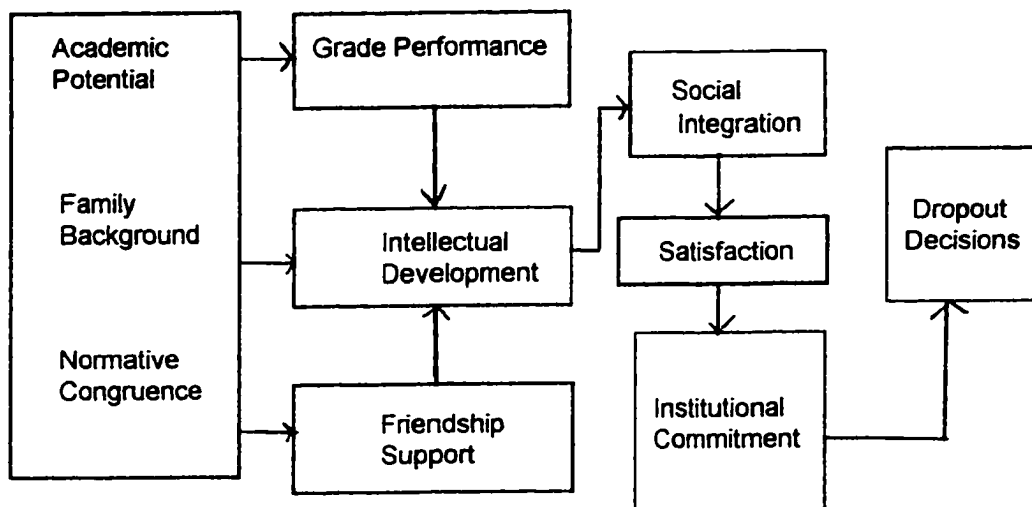 Academic
Potential
Family
Background
Normative
Congruence
Grade Performance
Intellectual
Development
Friendship
Support
Social
Integration
Satisfaction
Institutional
Commitment
Dropout
Decisions